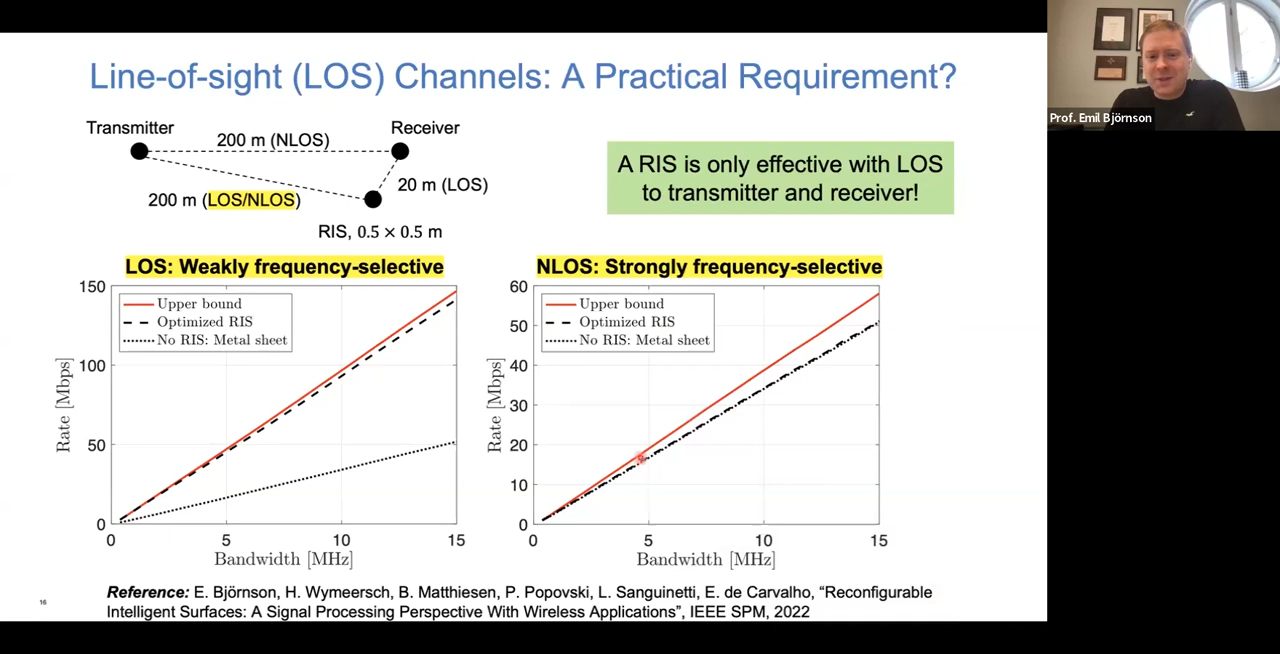 Line-of-sight (LOS) Channels: A Practical Requirement?
Prof. Emil Björnson
Transmitter
Receiver
200 m (NLOS)
20 m (LOS)
200 m (LOS/NLOS)
RIS, 0.5 × 0.5 m
A RIS is only effective with LOS
to transmitter and receiver!
LOS: Weakly frequency-selective
150
100
50
0
Rate [Mbps]
Upper bound
Optimized RIS
No RIS: Metal sheet
0 5 10 15
Bandwidth [MHz]
NLOS: Strongly frequency-selective
60
50
40
30
20
10
0
Rate [Mbps]
Upper bound
Optimized RIS
No RIS: Metal sheet
0 5 10 15
Bandwidth [MHz]
Reference: E. Björnson, H. Wymeersch, B. Matthiesen, P. Popovski, L. Sanguinetti, E. de Carvalho, “Reconfigurable
Intelligent Surfaces: A Signal Processing Perspective With Wireless Applications”, IEEE SPM, 2022
16